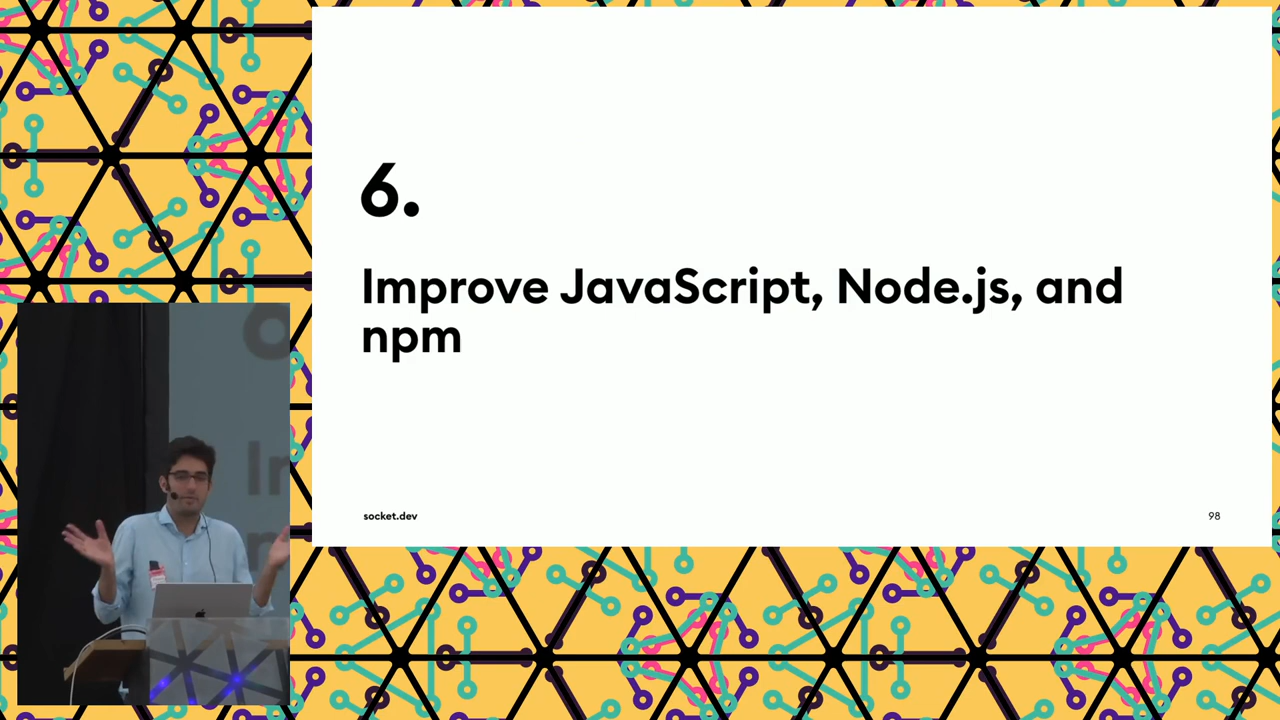 6.
Improve JavaScript, Node.js, and
npm
socket.dev
98